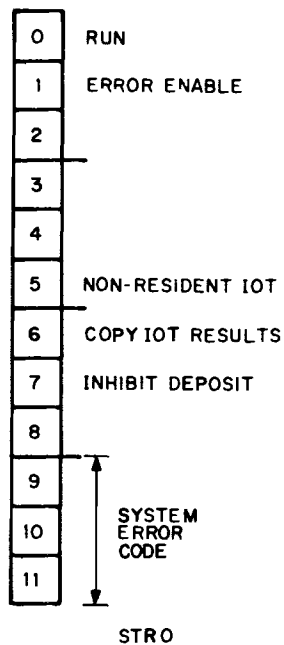 0 RUN
1 ERROR ENABLE
2
3
4
5 NON-RESIDENT IOT
6 COPY IOT RESULTS
7 INHIBIT DEPOSIT
8
9
SYSTEM
10 ERROR
CODE
11
STRO